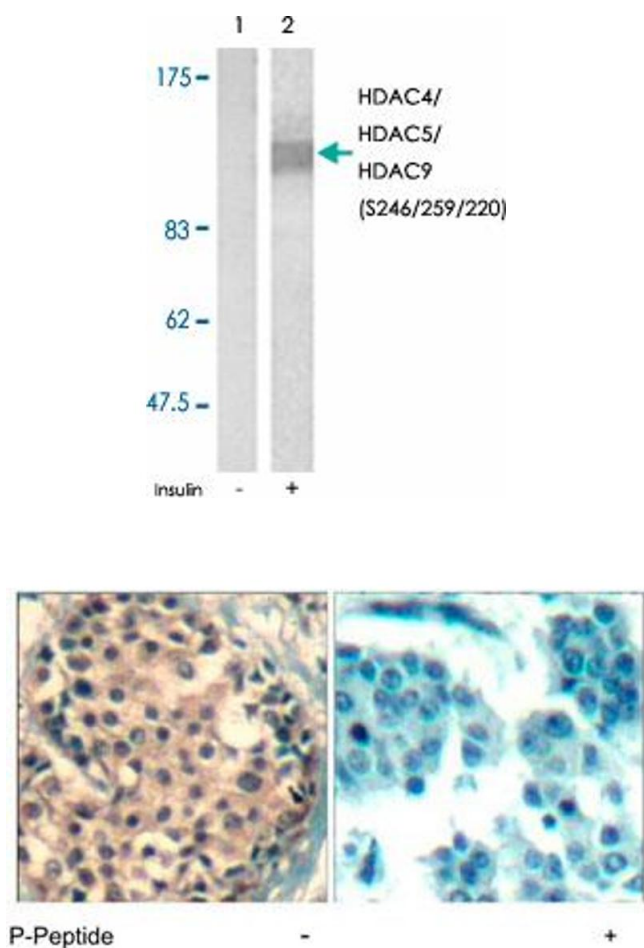 1 2
175
HDAC4/
HDAC5/
HDAC9
(S246/259/220)
83
62
47.5
Insulin - +
P-Peptide - +